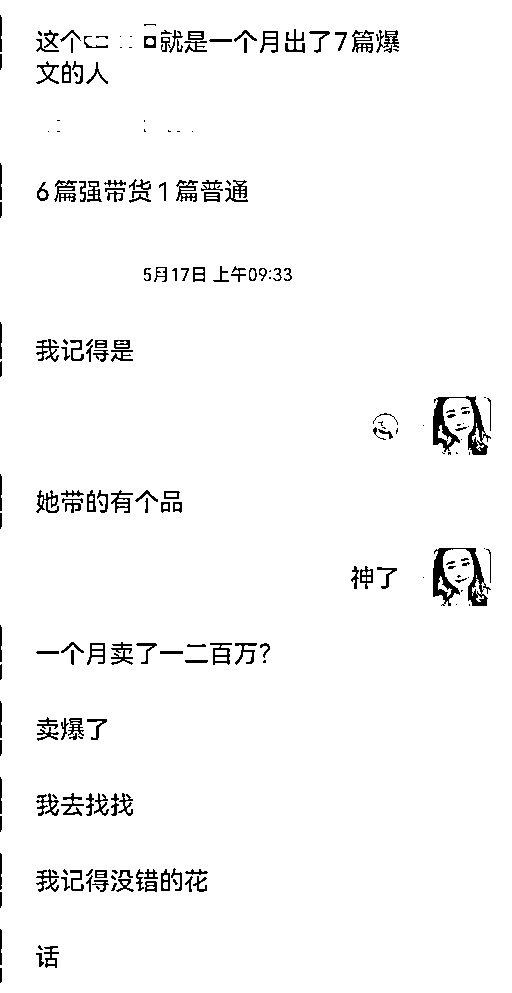 这个就是一个月出了7篇爆
文的人
6篇强带货1篇普通
5月17日 上午09:33
我记得是
她带的有个品
神了
一个月卖了一二百万?
卖爆了
我去找找
我记得没错的花
话